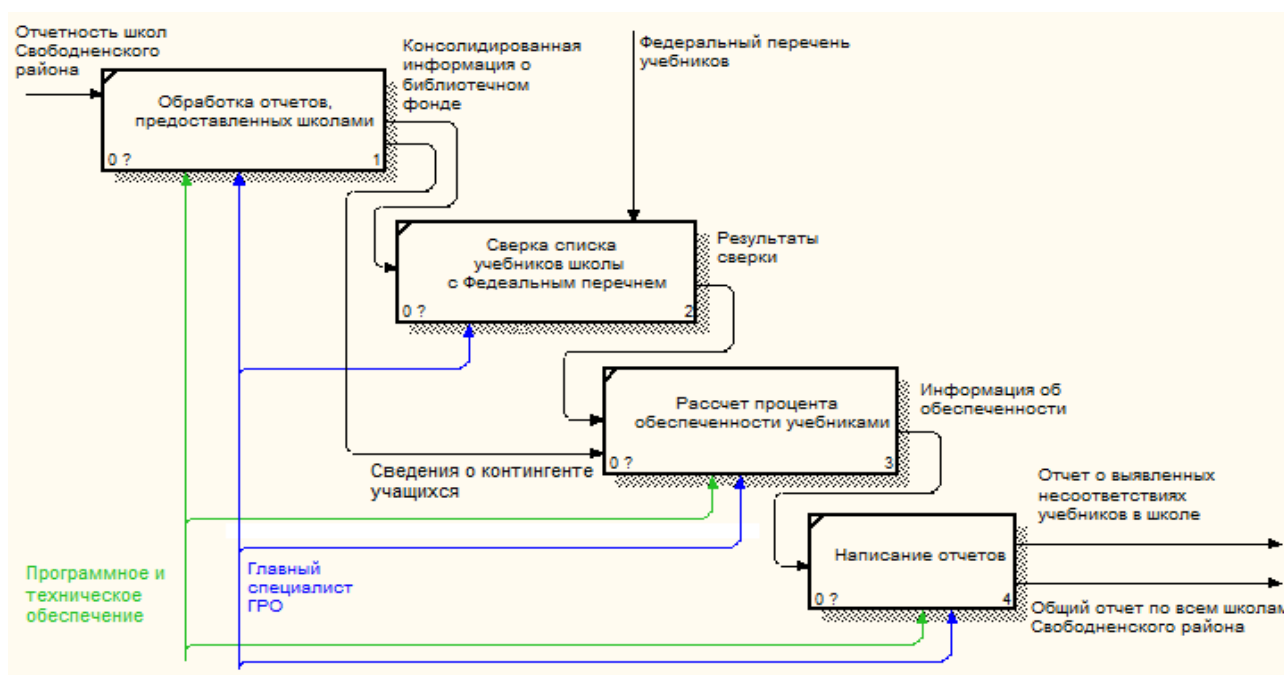 Отчетность школ
Свободненского
района
Консолидированная
информация о
библиотечном
фонде
Федеральный перечень
учебников
Обработка отчетов,
предоставленных школами
0 ?
1
Сверка списка
учебников школы
с Федеальным перечнем
0 ?
2
Результаты
сверки
Рассчет процента
обеспеченности учебниками
0 ?
3
Информация об
обеспеченности
Сведения о контингенте
учащихся
Отчет о выявленных
несоответствиях
учебников в школе
Написание отчетов
0 ?
4
Общий отчет по всем школам
Свободненского района
Программное и
техническое
обеспечение
Главный
специалист
ГРО